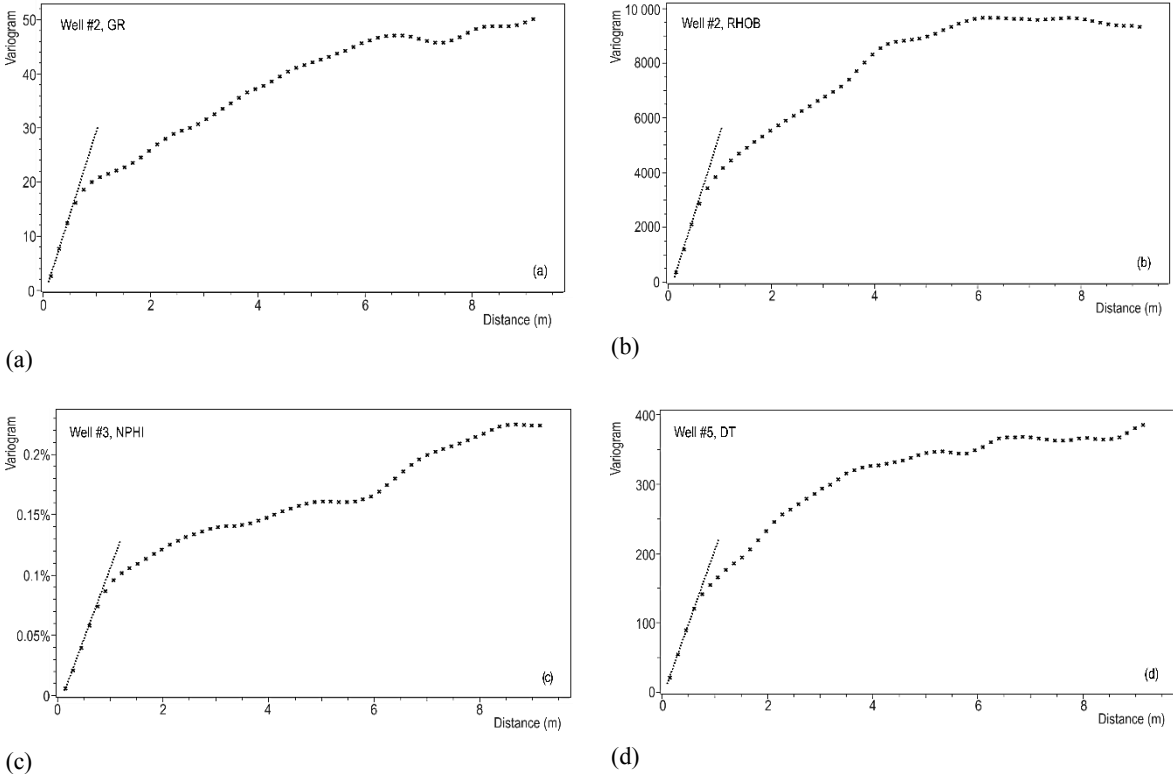 Variogram
Well #2, GR
50
40
30
20
10
0
0 2 4 6 8
Distance (m)
(a)
(a)
Variogram
Well #2, RHOB
10 000
8000
6000
4000
2000
0
0 2 4 6 8
Distance (m)
(b)
(b)
Variogram
Well #3, NPHI
0.2%
0.15%
0.1%
0.05%
0
0 2 4 6 8
Distance (m)
(c)
(c)
Variogram
Well #5, DT
400
300
200
100
0
0 2 4 6 8
Distance (m)
(d)
(d)